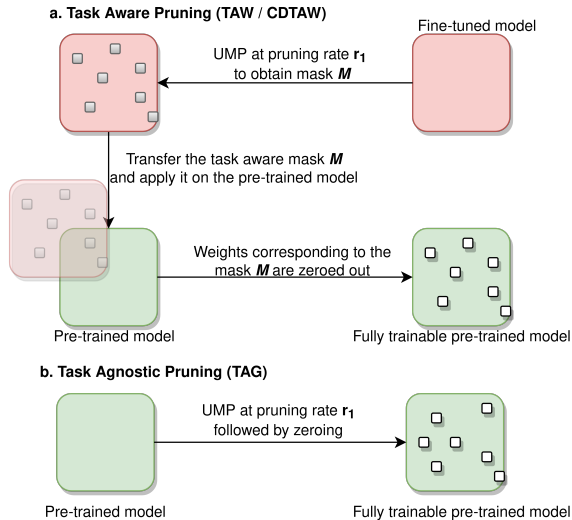 a. Task Aware Pruning (TAW / CDTAW)
Fine-tuned model
UMP at pruning rate r1
to obtain mask M
Transfer the task aware mask M
and apply it on the pre-trained model
Weights corresponding to the
mask M are zeroed out
Pre-trained model
Fully trainable pre-trained model
b. Task Agnostic Pruning (TAG)
UMP at pruning rate r1
followed by zeroing
Pre-trained model
Fully trainable pre-trained model